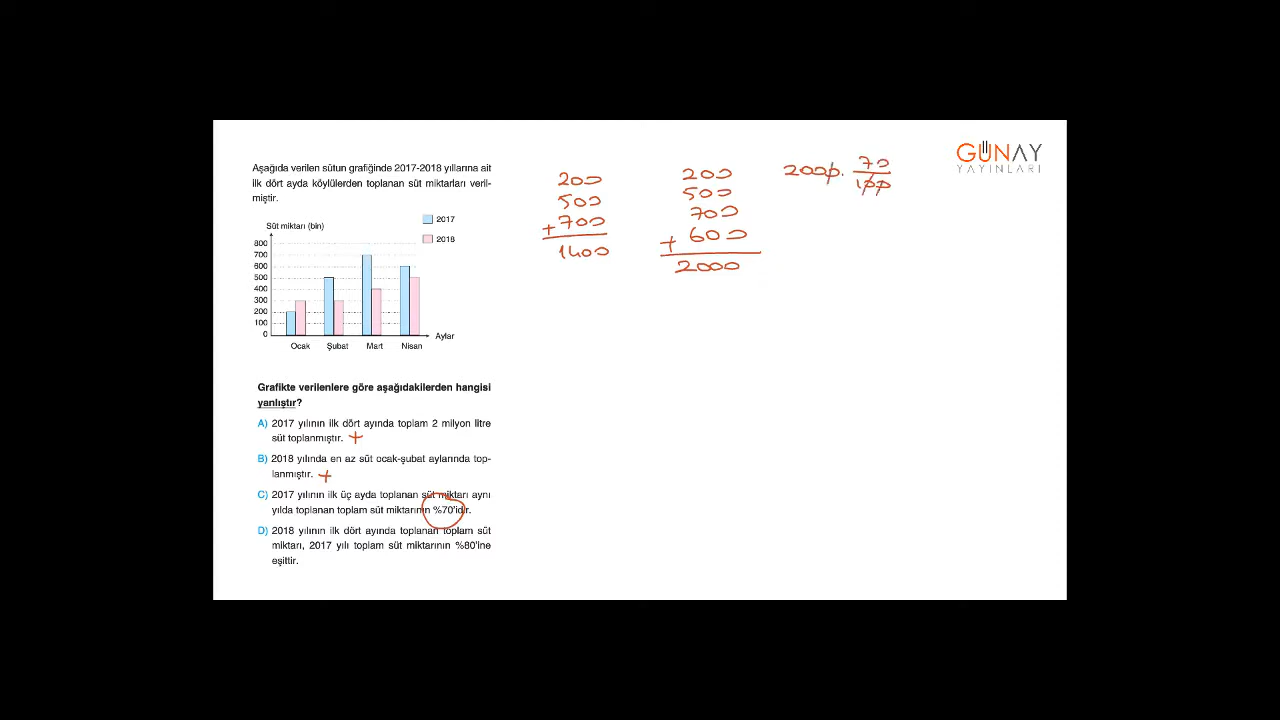 Aşağıda verilen sütun grafiğinde 2017-2018 yıllarına ait
ilk dört ayda köylülerden toplanan süt miktarları veril-
miştir.
Süt miktarı (bin)
2017
2018
800
700
600
500
400
300
200
100
0
Ocak Şubat Mart Nisan
Aylar
Grafikte verilenlere göre aşağıdakilerden hangisi
yanlıştır?
A) 2017 yılının ilk dört ayında toplam 2 milyon litre
süt toplanmıştır. +
B) 2018 yılında en az süt ocak-şubat aylarında top-
lanmıştır. +
C) 2017 yılının ilk üç ayda toplanan süt miktarı aynı
yılda toplanan toplam süt miktarının %70'idir.
D) 2018 yılının ilk dört ayında toplanan toplam süt
miktarı, 2017 yılı toplam süt miktarının %80'ine
eşittir.
200
500
+ 700
1400
200
500
700
+ 600
2000
2000. 70
100
GÜNAY
YAYINLARI